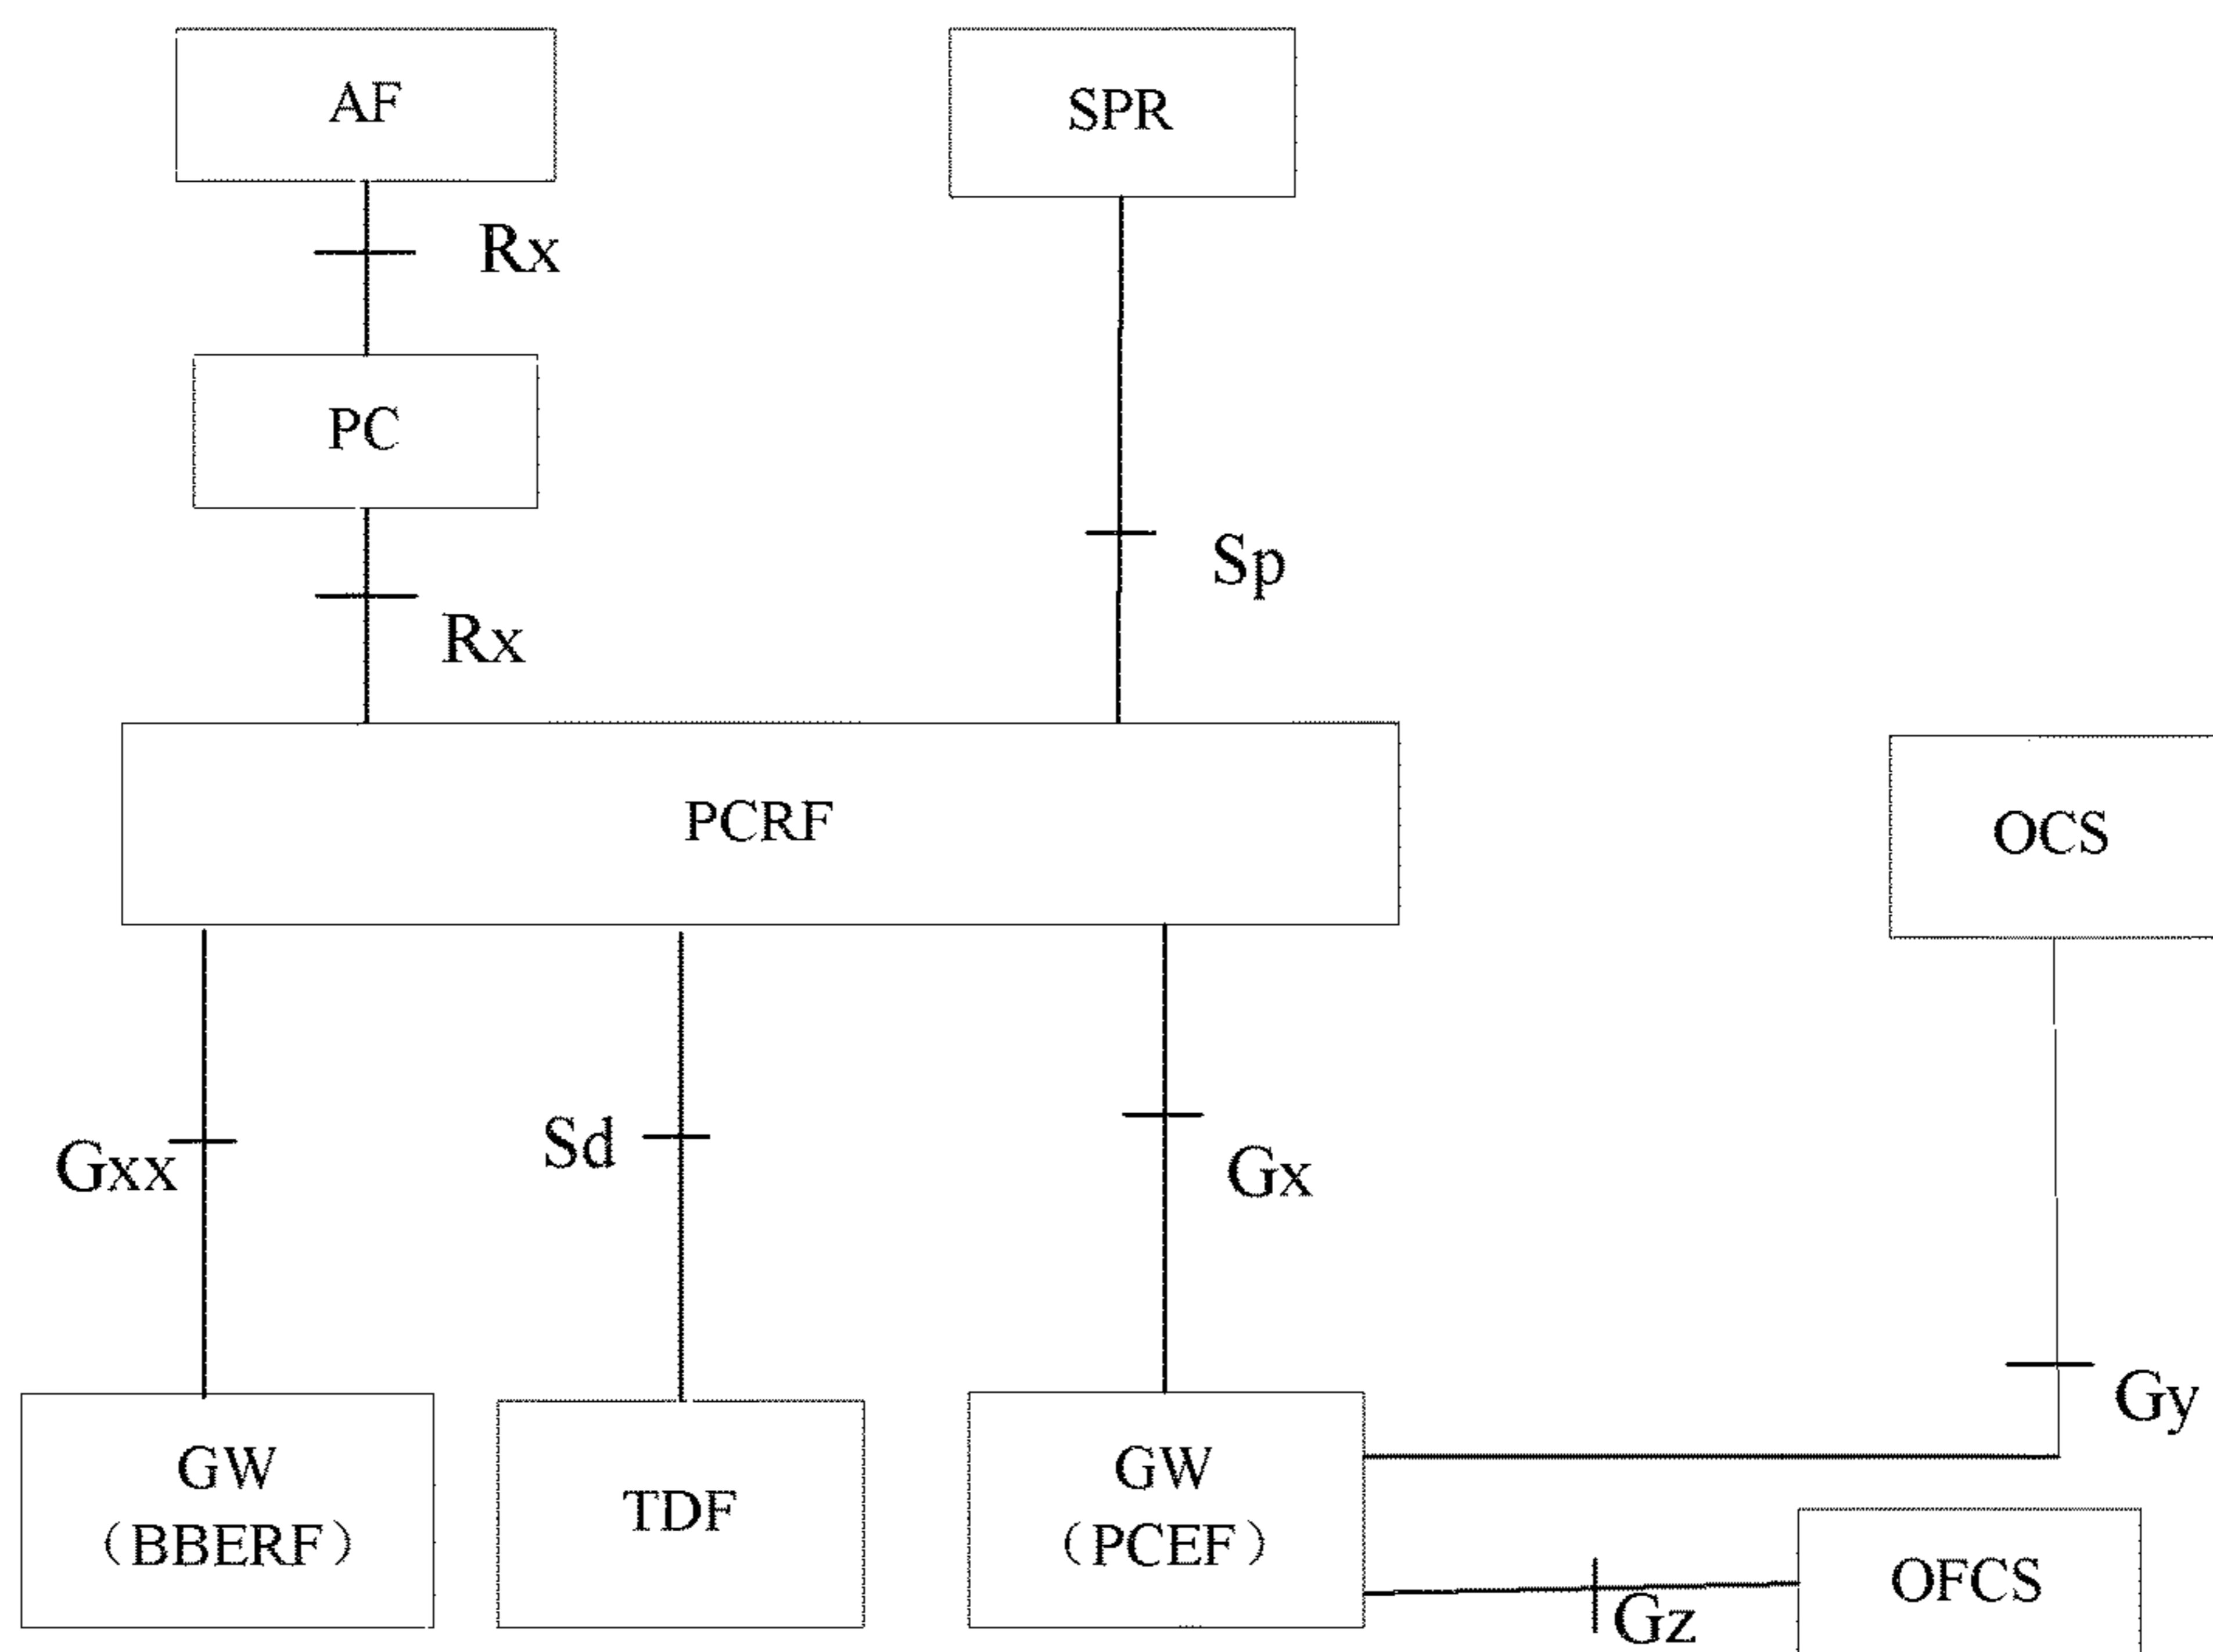 AF
SPR
Rx
PC
Sp
Rx
PCRF
OCS
Gxx
Sd
Gx
Gy
GW
（BBERF）
TDF
GW
（PCEF）
OFCS
Gz